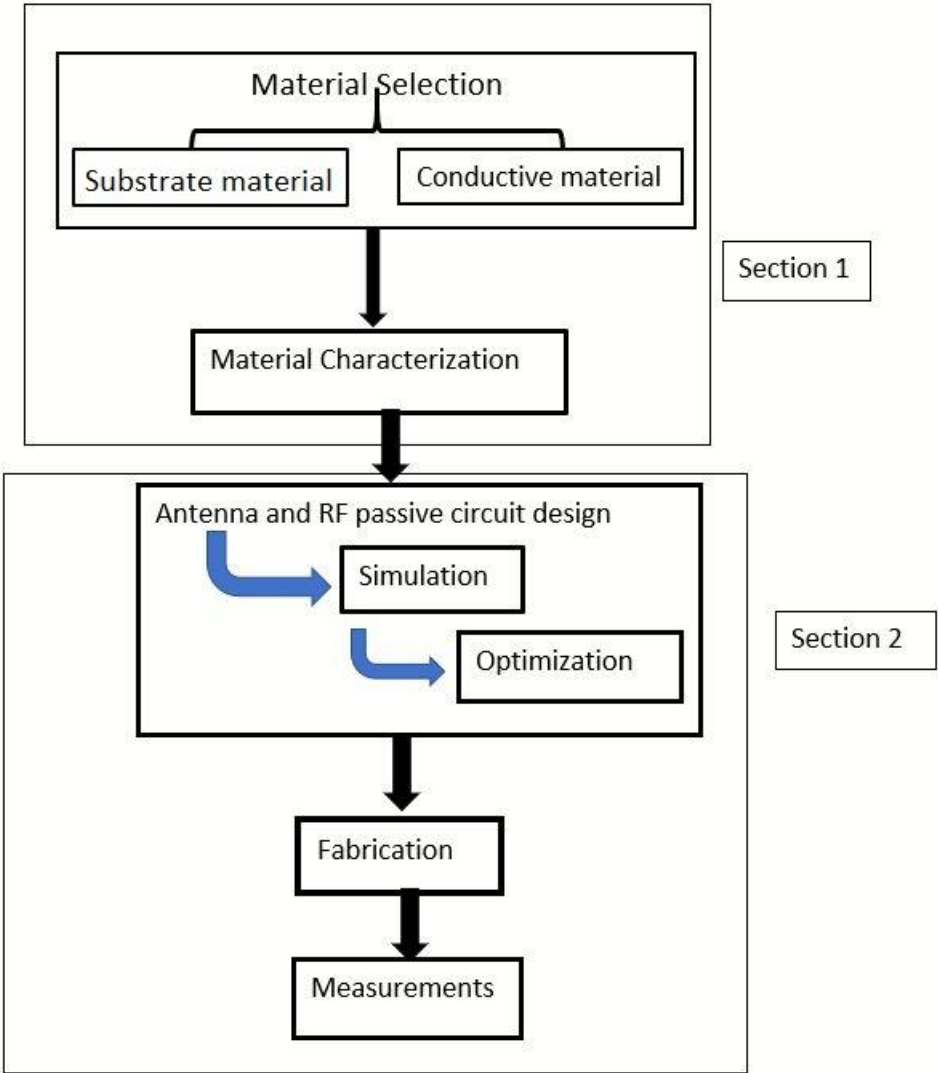 Material Selection
Substrate material
Conductive material
Section 1
Material Characterization
Antenna and RF passive circuit design
Simulation
Section 2
Optimization
Fabrication
Measurements